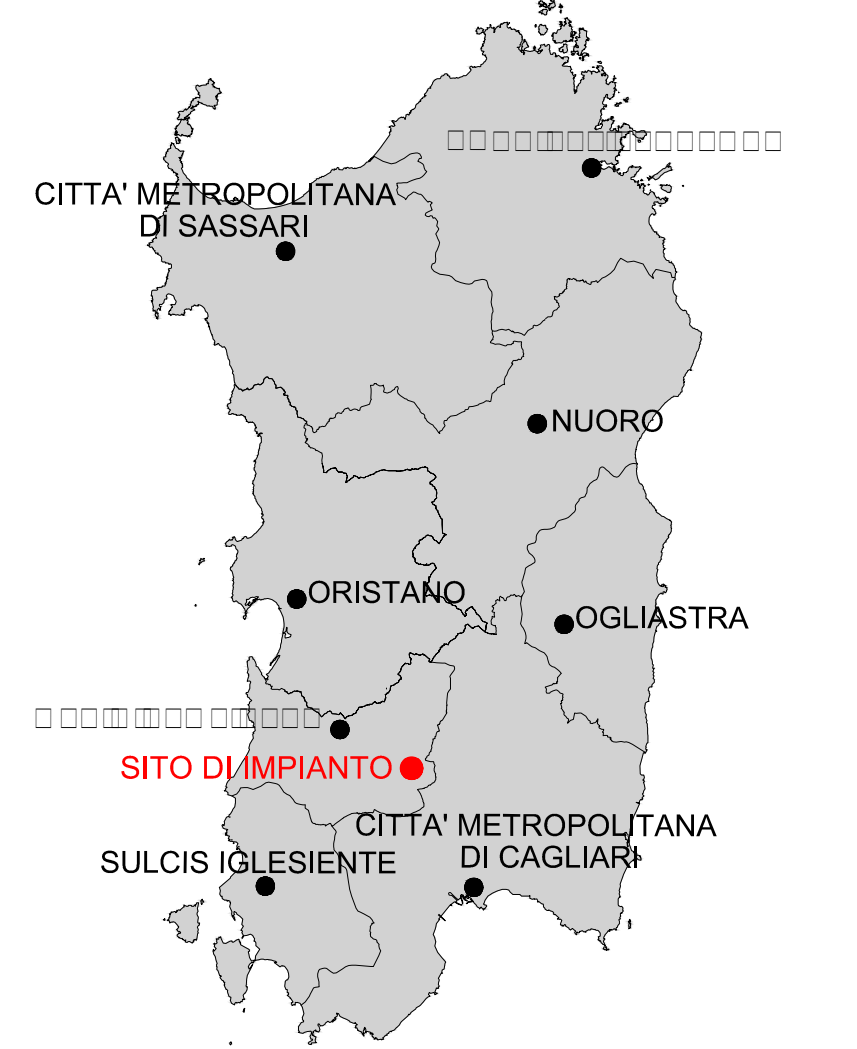 CITTA' METROPOLITANA
DI SASSARI
NUORO
ORISTANO
OGLIASTRA
SITO DI IMPIANTO
CITTA' METROPOLITANA
DI CAGLIARI
SULCIS IGLESIENTE